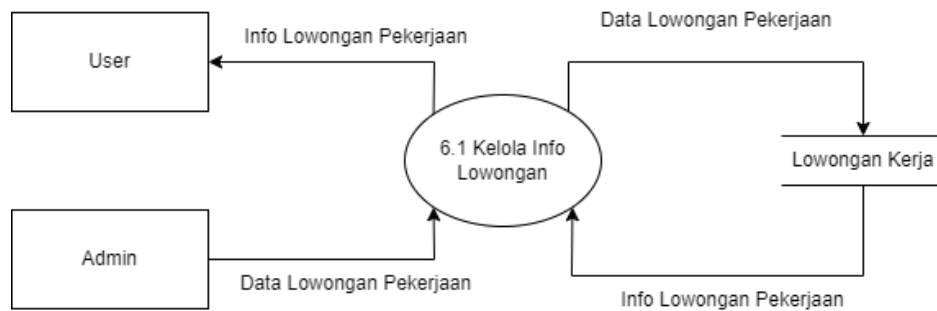 Data Lowongan Pekerjaan
Info Lowongan Pekerjaan
User
6.1 Kelola Info
Lowongan
Lowongan Kerja
Admin
Data Lowongan Pekerjaan
Info Lowongan Pekerjaan